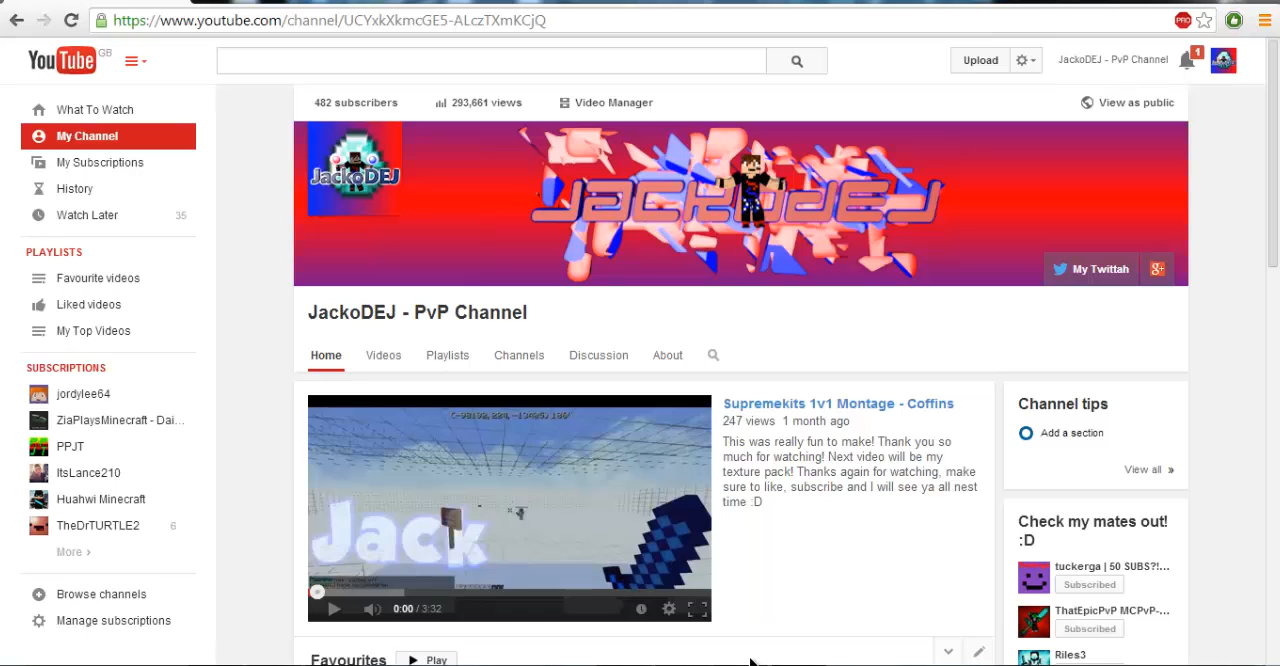 https://www.youtube.com/channel/UCYxkXkmcGE5-ALczTXmKCjQ
PRO
YouTube GB
Upload
JackoDEJ - PvP Channel
1
What To Watch
My Channel
My Subscriptions
History
Watch Later 35
PLAYLISTS
Favourite videos
Liked videos
My Top Videos
SUBSCRIPTIONS
jordylee64
ZiaPlaysMinecraft - Dai...
PPJT
ItsLance210
Huahwi Minecraft
TheDrTURTLE2 6
More ›
Browse channels
Manage subscriptions
482 subscribers
293,661 views
Video Manager
View as public
JackoDEJ
JackoDEJ
My Twittah
JackoDEJ - PvP Channel
Home
Videos
Playlists
Channels
Discussion
About
Jack
0:00 / 3:32
Supremekits 1v1 Montage - Coffins
247 views 1 month ago
This was really fun to make! Thank you so
much for watching! Next video will be my
texture pack! Thanks again for watching, make
sure to like, subscribe and I will see ya all nest
time :D
Favourites
Play
Channel tips
Add a section
View all »
Check my mates out!
:D
tuckerga | 50 SUBS?!...
Subscribed
ThatEpicPvP MCPvP-...
Subscribed
Riles3